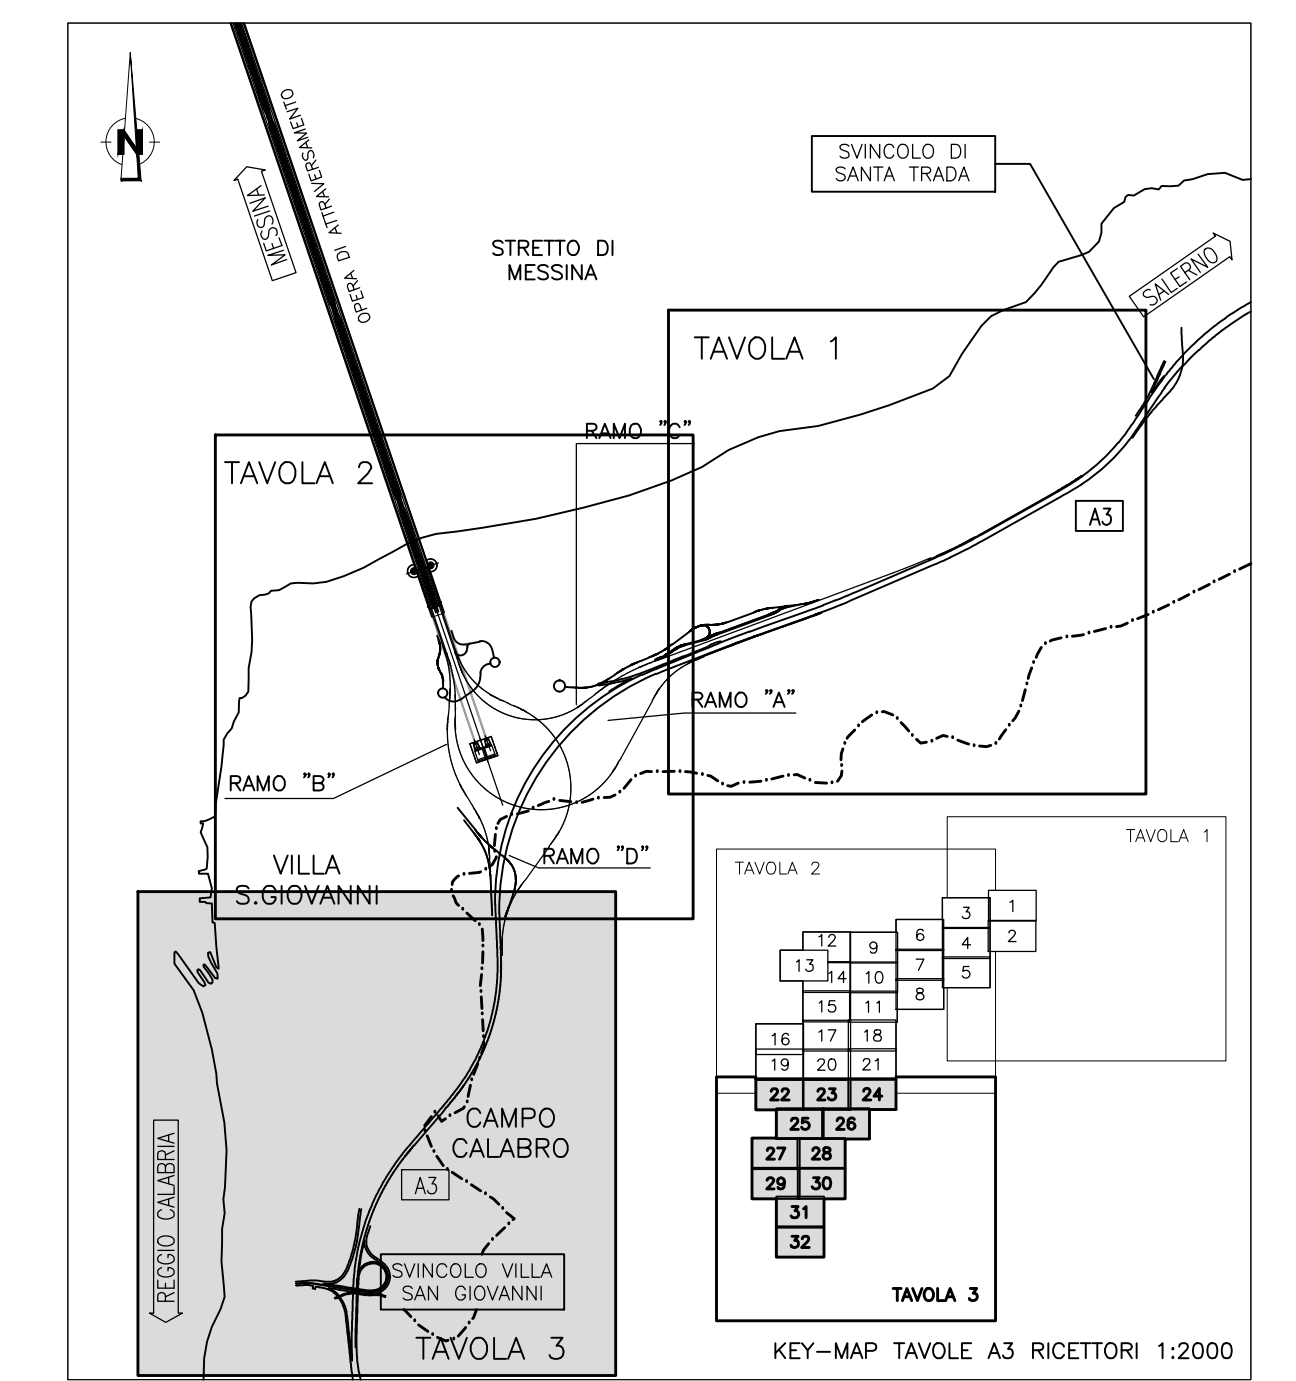 N
OPERA DI ATTRAVERSAMENTO
MESSINA
STRETTO DI
MESSINA
SVINCOLO DI
SANTA TRADA
SALERNO
TAVOLA 1
RAMO "C"
TAVOLA 2
A3
RAMO "A"
RAMO "B"
RAMO "D"
VILLA
S.GIOVANNI
CAMPO
CALABRO
A3
REGGIO CALABRIA
SVINCOLO VILLA
SAN GIOVANNI
TAVOLA 3
TAVOLA 1
TAVOLA 2
1
3
2
6
4
12
9
13
7
5
14
10
8
15
11
16
17
18
19
20
21
22
23
24
25
26
27
28
29
30
31
32
TAVOLA 3
KEY-MAP TAVOLE A3 RICETTORI 1:2000